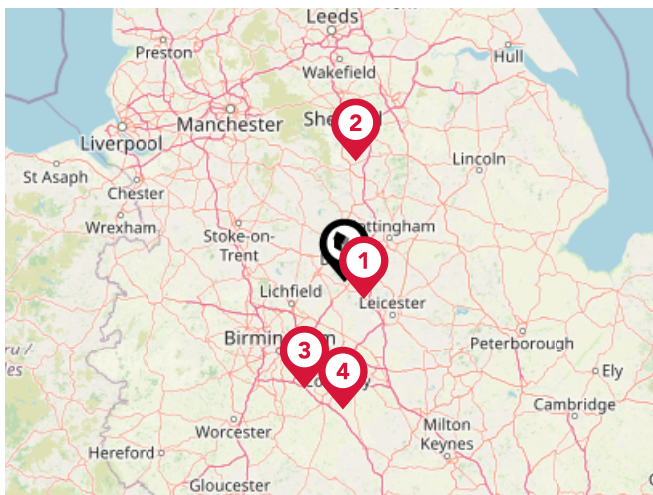 Leeds
Preston
Hull
Wakefield
2
Manchester
Liverpool
Lincoln
St Asaph
Chester
Wrexham
Stoke-on-
Trent
1
Lichfield
Leicester
Birmingham
3
4
Peterborough
Ely
Cambridge
Worcester
Milton
Keynes
Hereford
Gloucester